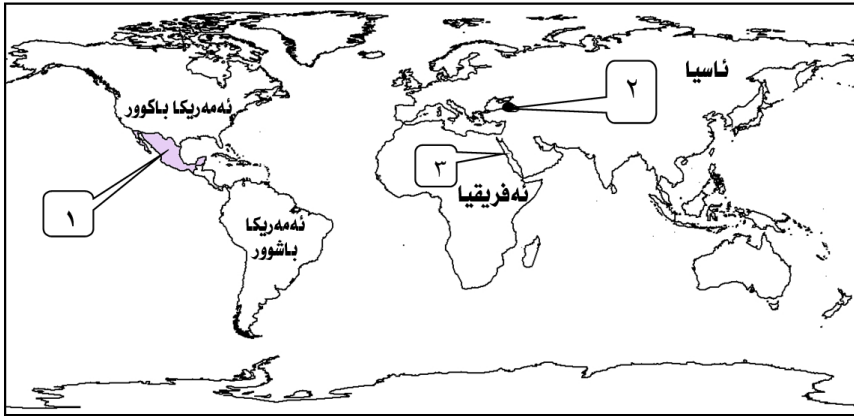 ئاسیا
٢
ئەمەریکا باکوور
٣
ئەفریقیا
١
ئەمەریکا
باشوور